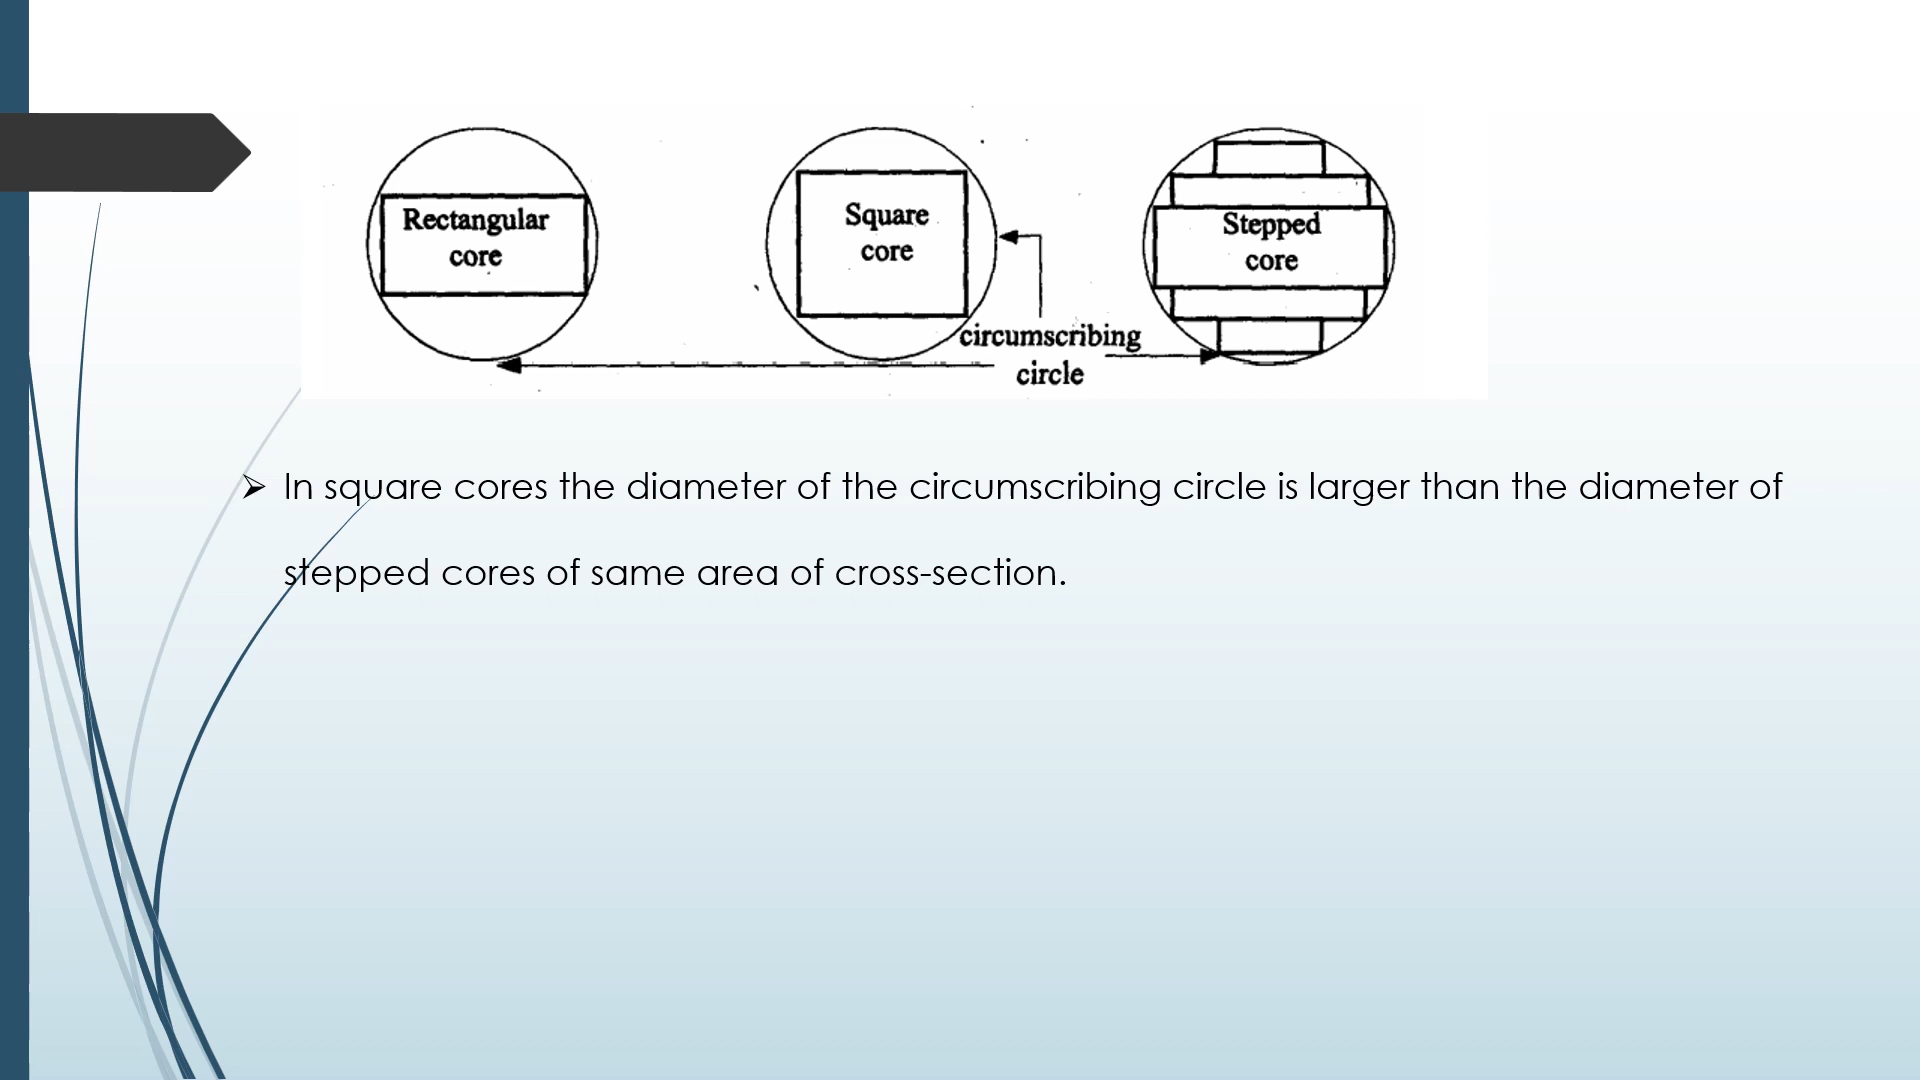 Rectangular
core
Square
core
Stepped
core
circumscribing
circle
In square cores the diameter of the circumscribing circle is larger than the diameter of
stepped cores of same area of cross-section.